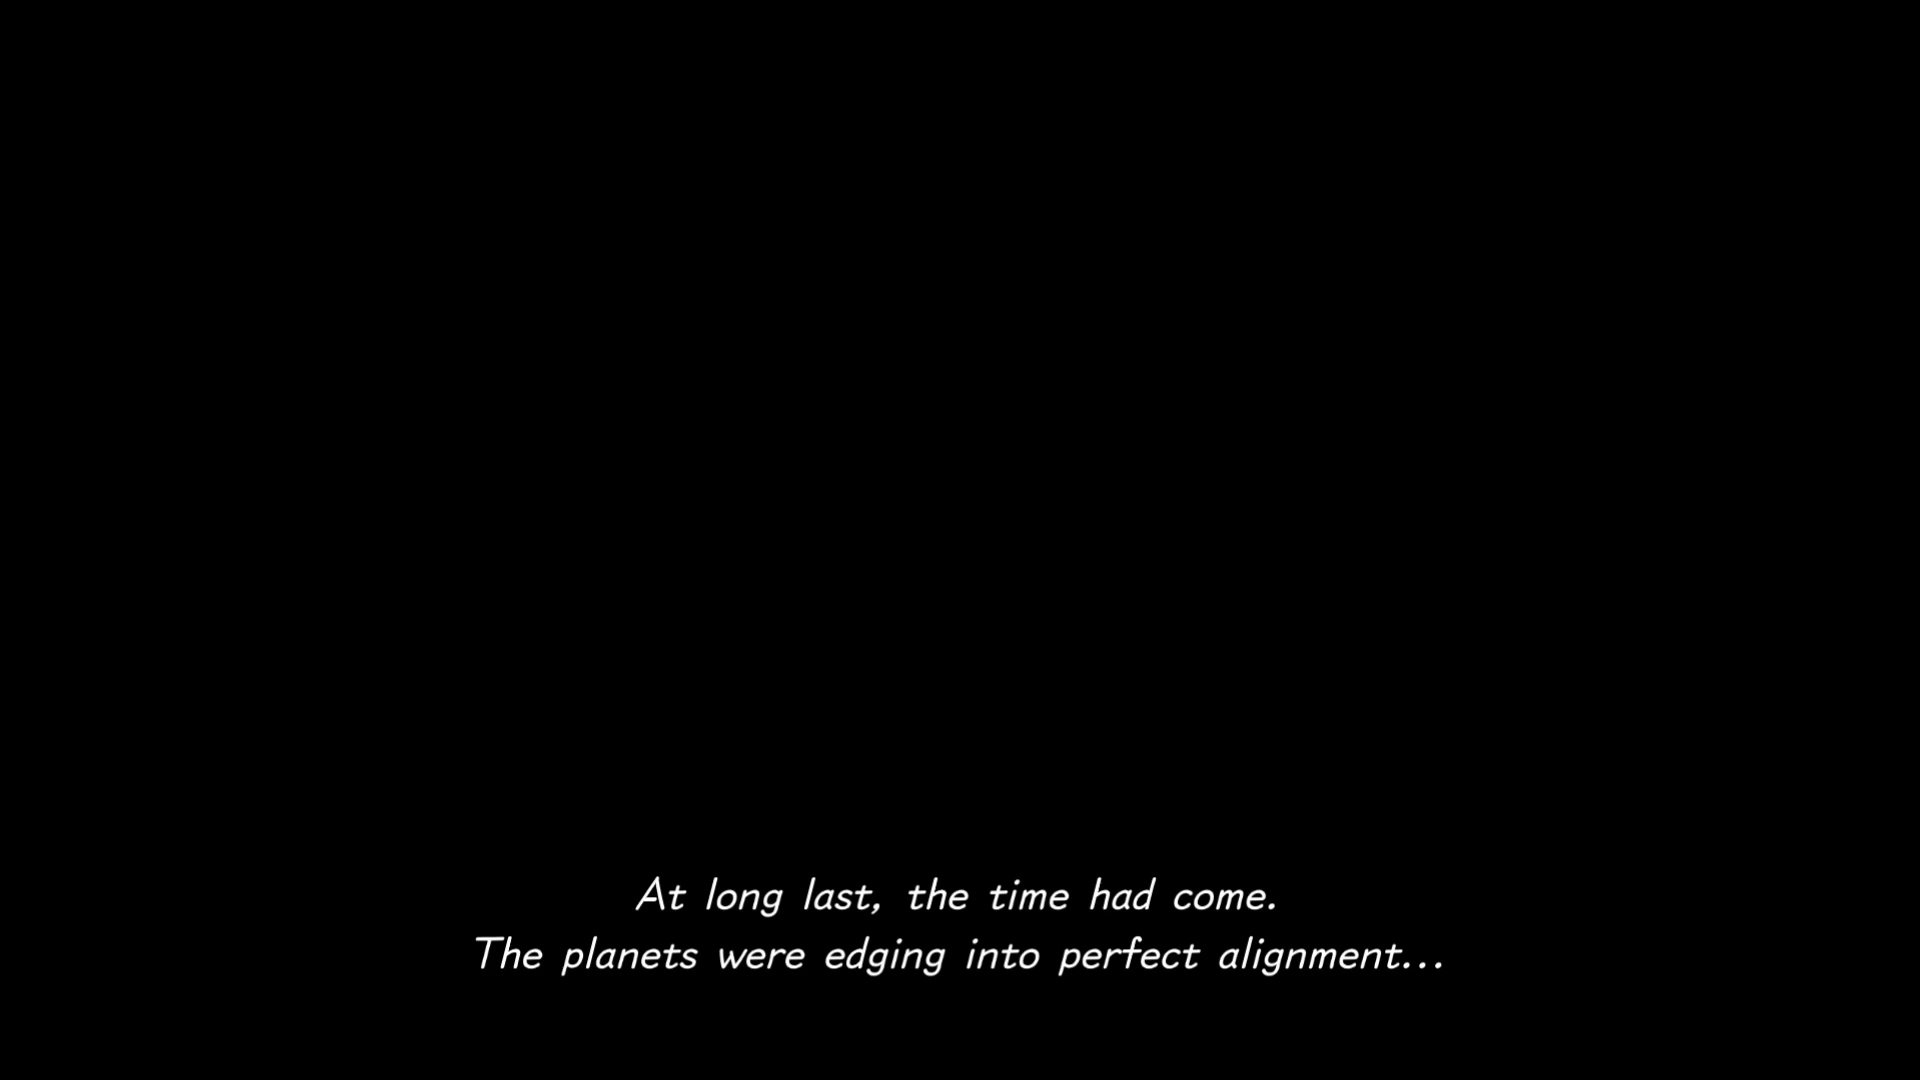 At long last, the time had come.
The planets were edging into perfect alignment...